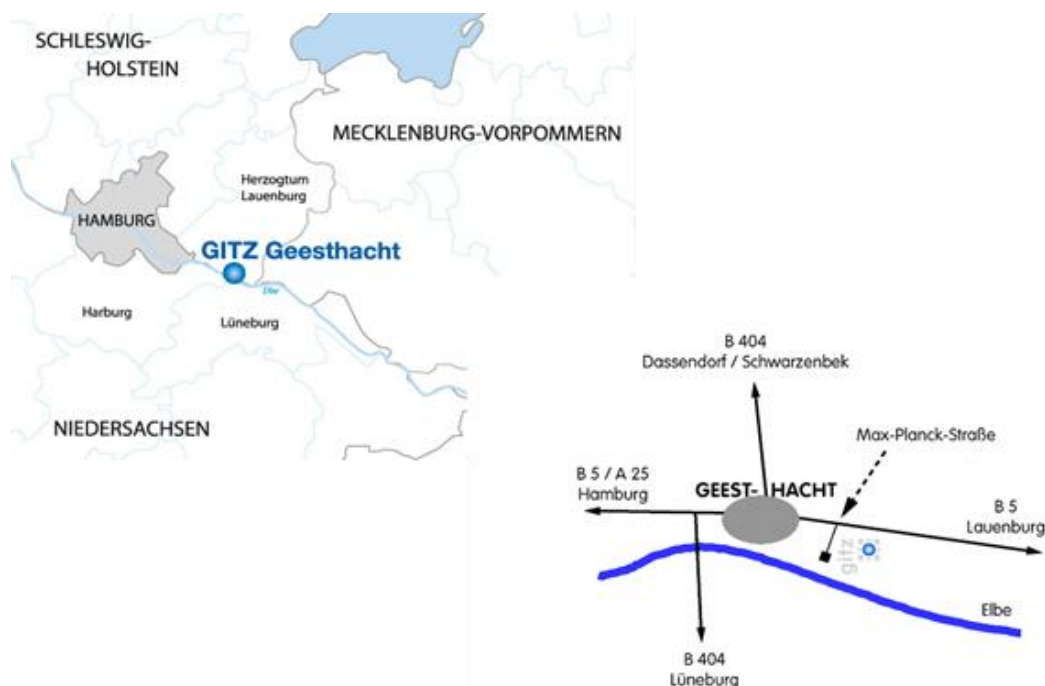 SCHLESWIG-
HOLSTEIN
MECKLENBURG-VORPOMMERN
Herzogtum
Lauenburg
HAMBURG
GITZ Geesthacht
Elbe
Harburg
Lüneburg
NIEDERSACHSEN
B 404
Dassendorf / Schwarzenbek
Max-Planck-Straße
B 5 / A 25
Hamburg
GEEST- HACHT
B 5
Lauenburg
gitz
Elbe
B 404
Lüneburg